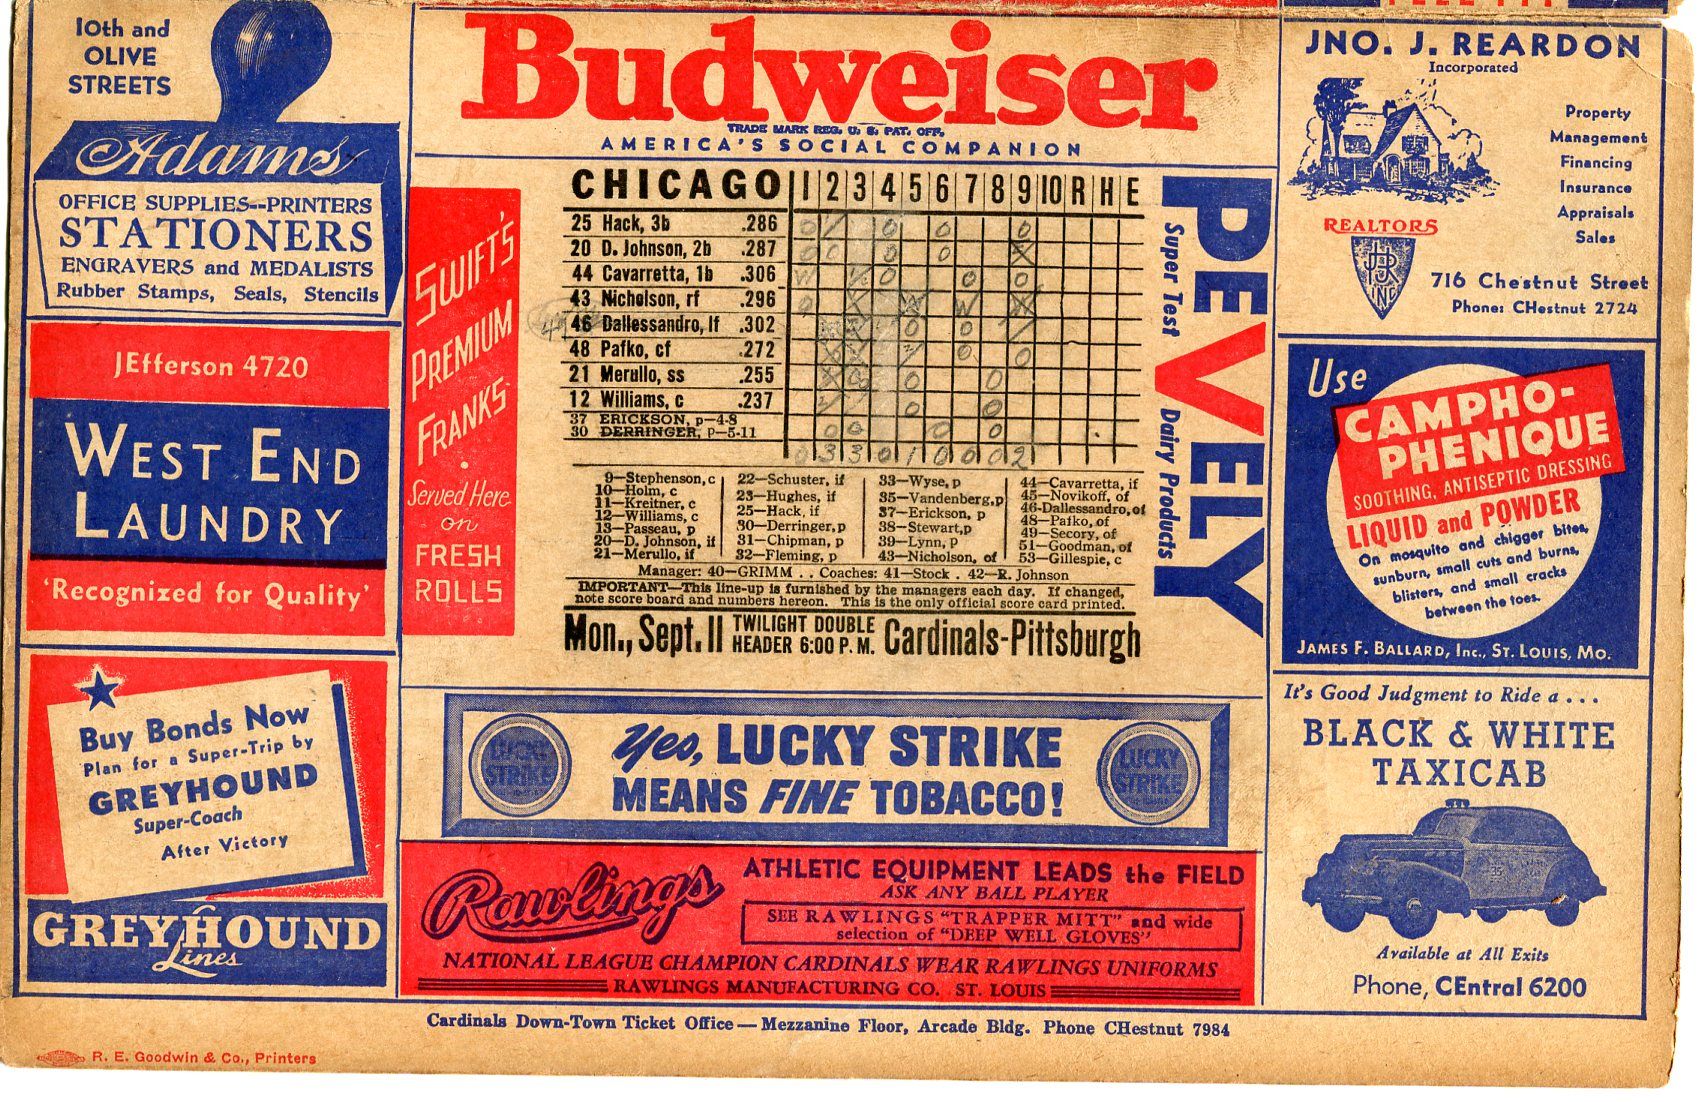 10th and
OLIVE
STREETS
Adams
OFFICE SUPPLIES--PRINTERS
STATIONERS
ENGRAVERS and MEDALISTS
Rubber Stamps, Seals, Stencils
JEfferson 4720
WEST END
LAUNDRY
'Recognized for Quality'
Buy Bonds Now
Plan for a Super-Trip by
GREYHOUND
Super-Coach
After Victory
GREYHOUND
Lines
Budweiser
TRADE MARK REG. U. S. PAT. OFF.
AMERICA'S SOCIAL COMPANION
SWIFT'S
PREMIUM
FRANKS
Served Here
on
FRESH
ROLLS
CHICAGO 1 2 3 4 5 6 7 8 9 10 R H E
25 Hack, 3b .286
20 D. Johnson, 2b .287
44 Cavarretta, 1b .306
43 Nicholson, rf .296
46 Dallessandro, lf .302
48 Pafko, cf .272
21 Merullo, ss .255
12 Williams, c .237
37 ERICKSON, p—4-8
30 DERRINGER, p—5-11
0 3 3 0 1 0 0 0 2
9—Stephenson, c
10—Holm, c
11—Kreitner, c
12—Williams, c
13—Passeau, p
20—D. Johnson, if
21—Merullo, if
22—Schuster, if
23—Hughes, if
25—Hack, if
30—Derringer, p
31—Chipman, p
32—Fleming, p
33—Wyse, p
35—Vandenberg, p
37—Erickson, p
38—Stewart, p
39—Lynn, p
43—Nicholson, of
44—Cavarretta, if
45—Novikoff, of
46-Dallessandro, of
48—Pafko, of
49—Secory, of
51—Goodman, of
53—Gillespie, c
Manager: 40—GRIMM . . Coaches: 41—Stock . 42—R. Johnson
IMPORTANT—This line-up is furnished by the managers each day. If changed,
note score board and numbers hereon. This is the only official score card printed.
Mon., Sept. 11 TWILIGHT DOUBLE HEADER 6:00 P. M. Cardinals-Pittsburgh
PEVELY
Super Test Dairy Products
Yes, LUCKY STRIKE
MEANS FINE TOBACCO!
LUCKY
STRIKE
LUCKY
STRIKE
Rawlings
ATHLETIC EQUIPMENT LEADS the FIELD
ASK ANY BALL PLAYER
SEE RAWLINGS "TRAPPER MITT" and wide
selection of "DEEP WELL GLOVES"
NATIONAL LEAGUE CHAMPION CARDINALS WEAR RAWLINGS UNIFORMS
RAWLINGS MANUFACTURING CO. ST. LOUIS
JNO. J. REARDON
Incorporated
Property
Management
Financing
Insurance
Appraisals
Sales
REALTORS
JJR
INC
716 Chestnut Street
Phone: CHestnut 2724
Use
CAMPHO-
PHENIQUE
SOOTHING, ANTISEPTIC DRESSING
LIQUID and POWDER
On mosquito and chigger bites,
sunburn, small cuts and burns,
blisters, and small cracks
between the toes.
JAMES F. BALLARD, Inc., ST. LOUIS, MO.
It's Good Judgment to Ride a . . .
BLACK & WHITE
TAXICAB
Available at All Exits
Phone, CEntral 6200
Cardinals Down-Town Ticket Office — Mezzanine Floor, Arcade Bldg. Phone CHestnut 7984
R. E. Goodwin & Co., Printers